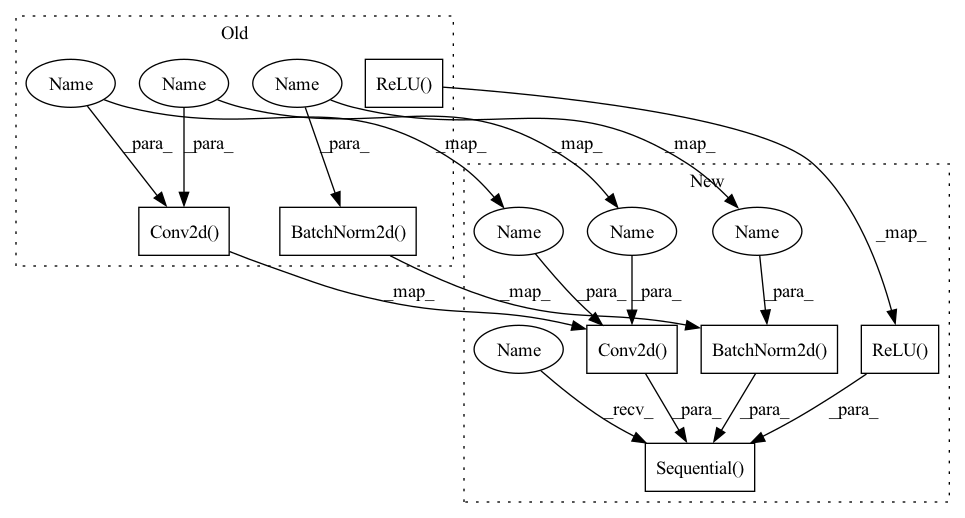 Old
Name
Name
Name
ReLU()
_para_
_para_
_para_
_map_
_map_
_map_
New
Conv2d()
BatchNorm2d()
Name
Name
Name
_map_
_map_
_map_
_para_
_para_
_para_
Name
Conv2d()
BatchNorm2d()
ReLU()
_recv_
_para_
_para_
_para_
Sequential()